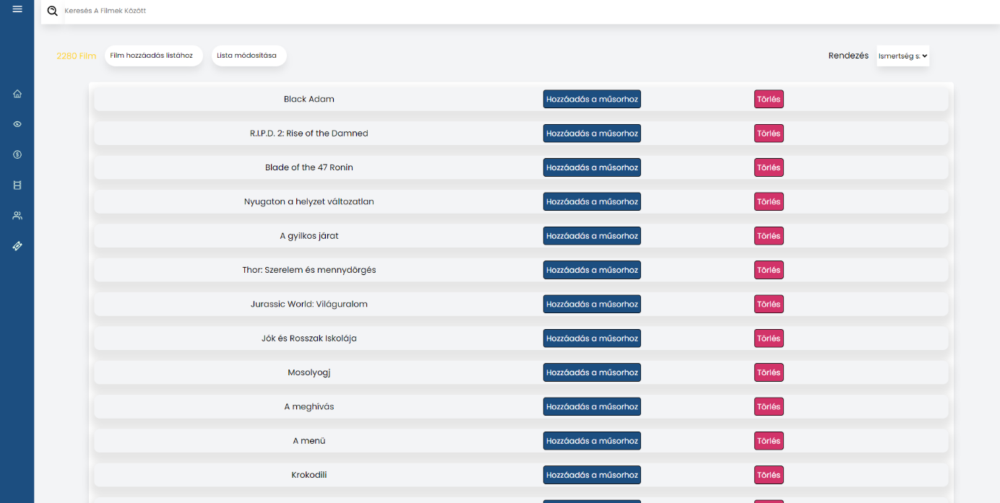 Keresés A Filmek Között
2280 Film
Film hozzáadás listához
Lista módosítása
Rendezés
Ismertség s
Black Adam
Hozzáadás a műsorhoz
Törlés
R.I.P.D. 2: Rise of the Damned
Hozzáadás a műsorhoz
Törlés
Blade of the 47 Ronin
Hozzáadás a műsorhoz
Törlés
Nyugaton a helyzet változatlan
Hozzáadás a műsorhoz
Törlés
A gyilkos járat
Hozzáadás a műsorhoz
Törlés
Thor: Szerelem és mennydörgés
Hozzáadás a műsorhoz
Törlés
Jurassic World: Világuralom
Hozzáadás a műsorhoz
Törlés
Jók és Rosszak Iskolája
Hozzáadás a műsorhoz
Törlés
Mosolyogj
Hozzáadás a műsorhoz
Törlés
A meghívás
Hozzáadás a műsorhoz
Törlés
A menü
Hozzáadás a műsorhoz
Törlés
Krokodili
Hozzáadás a műsorhoz
Törlés